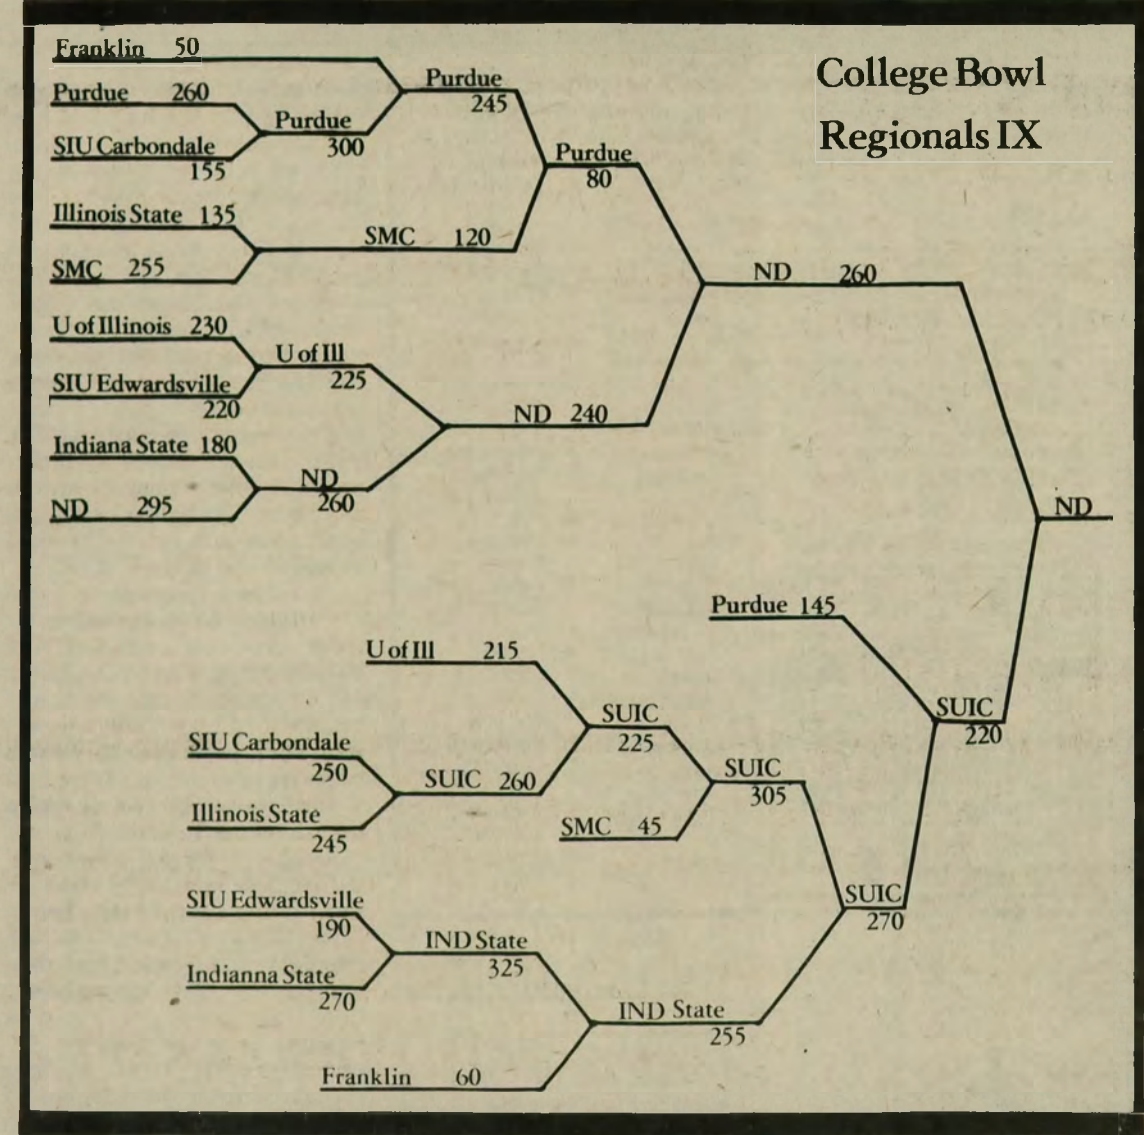 College Bowl
Regionals IX
Franklin 50
Purdue 260
SIU Carbondale
155
Illinois State 135
SMC 255
U of Illinois 230
SIU Edwardsville
220
Indiana State 180
ND 295
Purdue
300
SMC 120
U of Ill
225
ND
260
Purdue
245
ND 240
Purdue
80
ND 260
ND
Purdue 145
U of Ill 215
SIU Carbondale
250
Illinois State
245
SUIC 260
SUIC
225
SMC 45
SUIC
305
SIU Edwardsville
190
Indianna State
270
IND State
325
Franklin 60
IND State
255
SUIC
270
SUIC
220